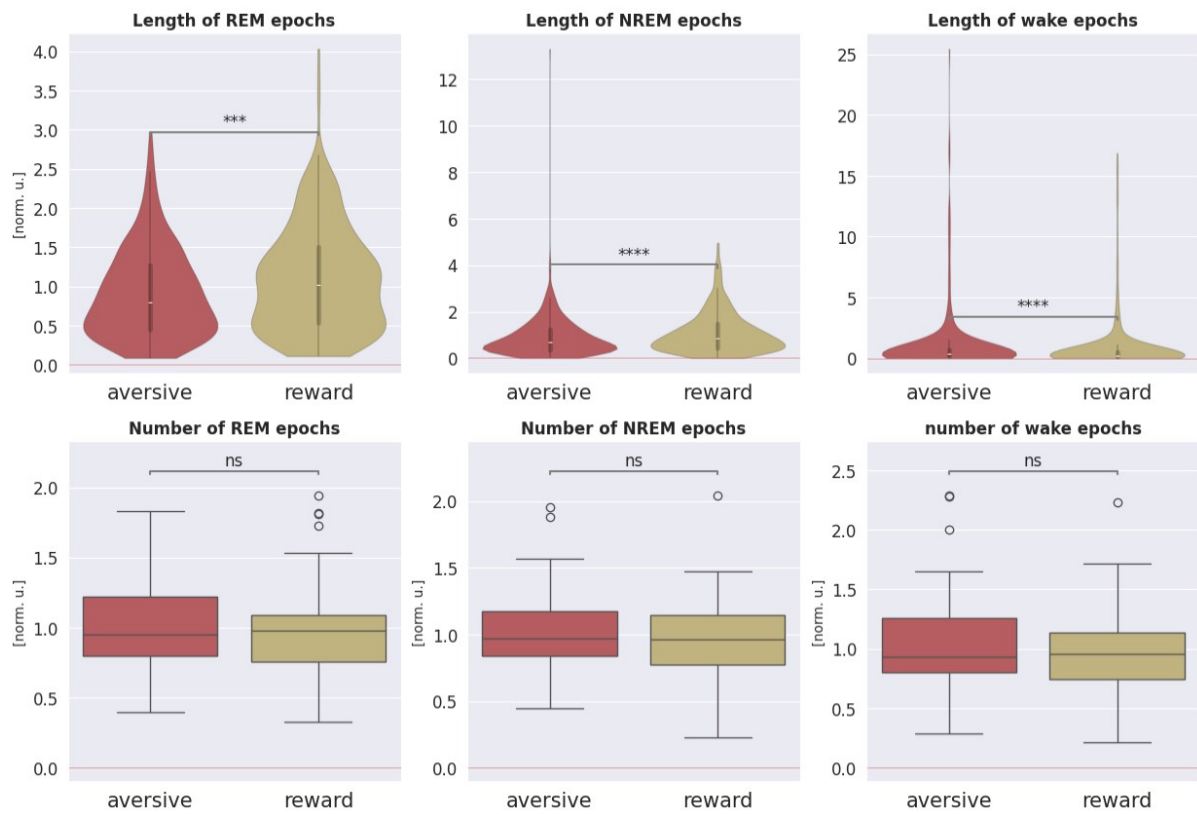 Length of REM epochs
Length of NREM epochs
Length of wake epochs
4.0
3.5
3.0
2.5
2.0
1.5
1.0
0.5
0.0
[norm. u.]
***
aversive
reward
12
10
8
6
4
2
0
****
aversive
reward
25
20
15
10
5
0
****
aversive
reward
Number of REM epochs
Number of NREM epochs
number of wake epochs
2.0
1.5
1.0
0.5
0.0
[norm. u.]
ns
aversive
reward
2.0
1.5
1.0
0.5
0.0
[norm. u.]
ns
aversive
reward
2.5
2.0
1.5
1.0
0.5
0.0
[norm. u.]
ns
aversive
reward